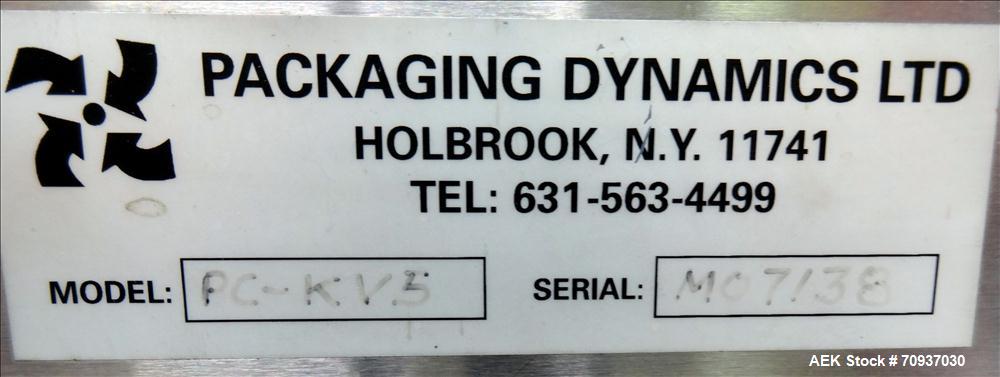 PACKAGING DYNAMICS LTD
HOLBROOK, N.Y. 11741
TEL: 631-563-4499
MODEL: PC-KV5
SERIAL: M07138
AEK Stock # 70937030